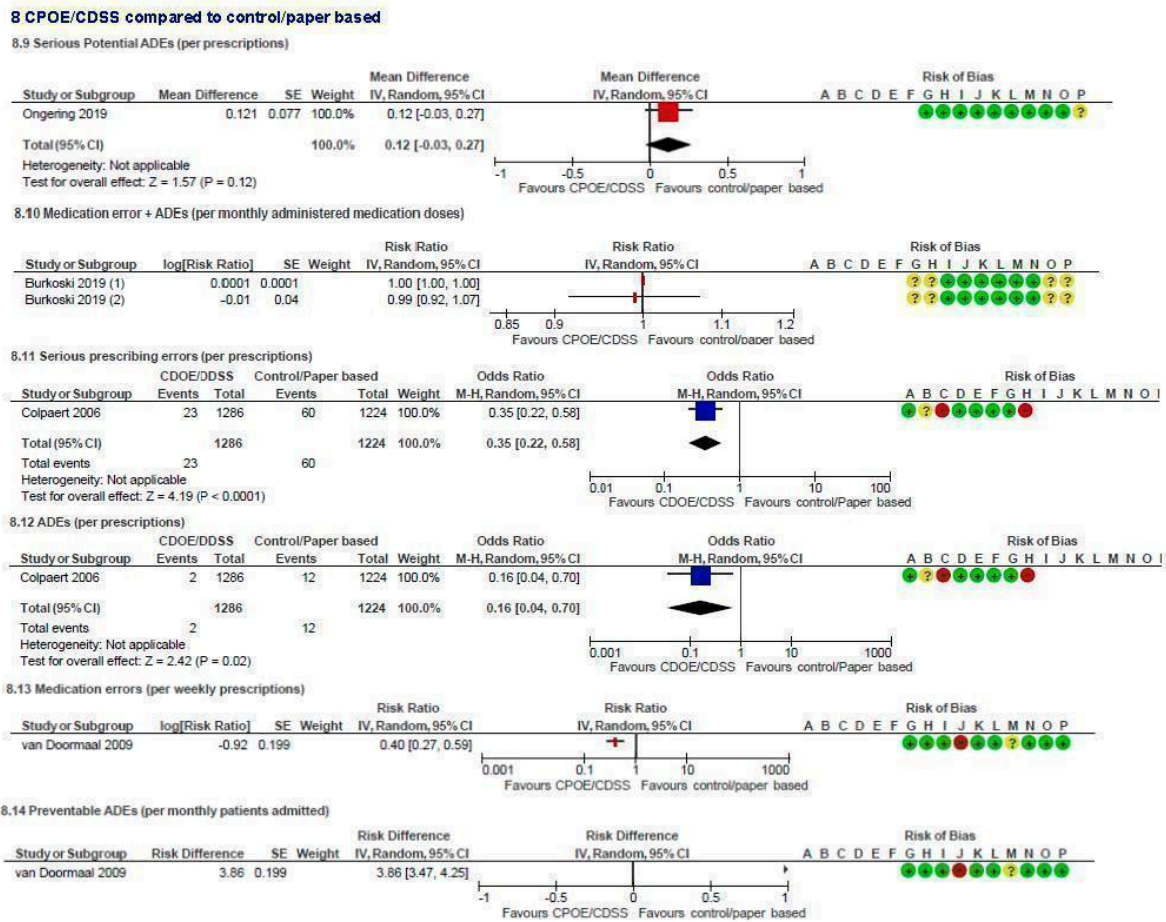 8 CPOE/CDSS compared to control/paper based
8.9 Serious Potential ADEs (per prescriptions)
Mean Difference Mean Difference Risk of Bias
Study or Subgroup Mean Difference SE Weight IV, Random, 95% CI IV, Random, 95% CI A B C D E F G H I J K L M N O P
Ongering 2019 0.121 0.077 100.0% 0.12 [-0.03, 0.27] + + + + + + + + + ?
Total (95% CI) 100.0% 0.12 [-0.03, 0.27]
Heterogeneity: Not applicable
Test for overall effect: Z = 1.57 (P = 0.12)
-1 -0.5 0 0.5 1
Favours CPOE/CDSS Favours control/paper based
8.10 Medication error + ADEs (per monthly administered medication doses)
Risk Ratio Risk Ratio Risk of Bias
Study or Subgroup log[Risk Ratio] SE Weight IV, Random, 95% CI IV, Random, 95% CI A B C D E F G H I J K L M N O P
Burkoski 2019 (1) 0.0001 0.0001 1.00 [1.00, 1.00] ? ? + + + + + + ? ?
Burkoski 2019 (2) -0.01 0.04 0.99 [0.92, 1.07] ? ? + + + + + + ? ?
0.85 0.9 1 1.1 1.2
Favours CPOE/CDSS Favours control/paper based
8.11 Serious prescribing errors (per prescriptions)
CDOE/DDSS Control/Paper based Odds Ratio Odds Ratio Risk of Bias
Study or Subgroup Events Total Events Total Weight M-H, Random, 95% CI M-H, Random, 95% CI A B C D E F G H I J K L M N O
Colpaert 2006 23 1286 60 1224 100.0% 0.35 [0.22, 0.58] + ? - + + + + -
Total (95% CI) 1286 1224 100.0% 0.35 [0.22, 0.58]
Total events 23 60
Heterogeneity: Not applicable
Test for overall effect: Z = 4.19 (P < 0.0001)
0.01 0.1 1 10 100
Favours CDOE/CDSS Favours control/Paper based
8.12 ADEs (per prescriptions)
CDOE/DDSS Control/Paper based Odds Ratio Odds Ratio Risk of Bias
Study or Subgroup Events Total Events Total Weight M-H, Random, 95% CI M-H, Random, 95% CI A B C D E F G H I J K L M N O
Colpaert 2006 2 1286 12 1224 100.0% 0.16 [0.04, 0.70] + ? - + + + + -
Total (95% CI) 1286 1224 100.0% 0.16 [0.04, 0.70]
Total events 2 12
Heterogeneity: Not applicable
Test for overall effect: Z = 2.42 (P = 0.02)
0.001 0.1 1 10 1000
Favours CDOE/CDSS Favours control/Paper based
8.13 Medication errors (per weekly prescriptions)
Risk Ratio Risk Ratio Risk of Bias
Study or Subgroup log[Risk Ratio] SE Weight IV, Random, 95% CI IV, Random, 95% CI A B C D E F G H I J K L M N O P
van Doormaal 2009 -0.92 0.199 0.40 [0.27, 0.59] + + + - + + ? + + +
0.001 0.1 1 10 1000
Favours CPOE/CDSS Favours control/paper based
8.14 Preventable ADEs (per monthly patients admitted)
Risk Difference Risk Difference Risk of Bias
Study or Subgroup Risk Difference SE Weight IV, Random, 95% CI IV, Random, 95% CI A B C D E F G H I J K L M N O P
van Doormaal 2009 3.86 0.199 3.86 [3.47, 4.25] + + + - + + ? + + +
-1 -0.5 0 0.5 1
Favours CPOE/CDSS Favours control/paper based